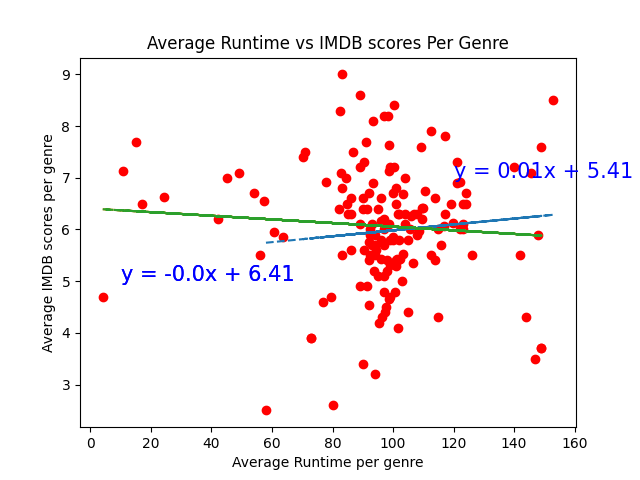 Average Runtime vs IMDB scores Per Genre
Average IMDB scores per genre
9
8
7
6
5
4
3
y = 0.01x + 5.41
y = -0.0x + 6.41
0 20 40 60 80 100 120 140 160
Average Runtime per genre